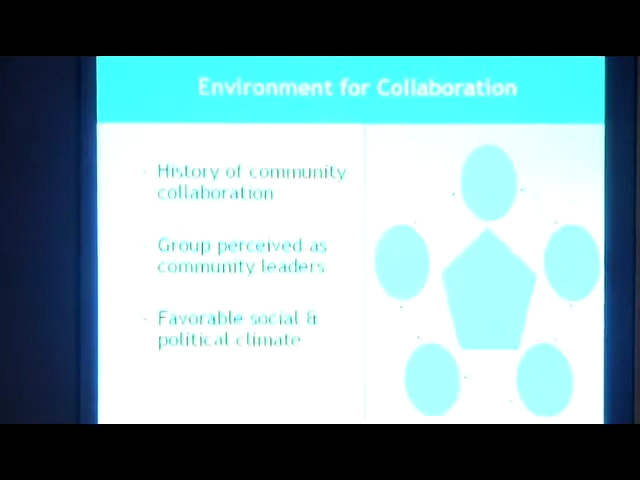 Environment for Collaboration
- History of community
collaboration
- Group perceived as
community leaders
- Favorable social &
political climate